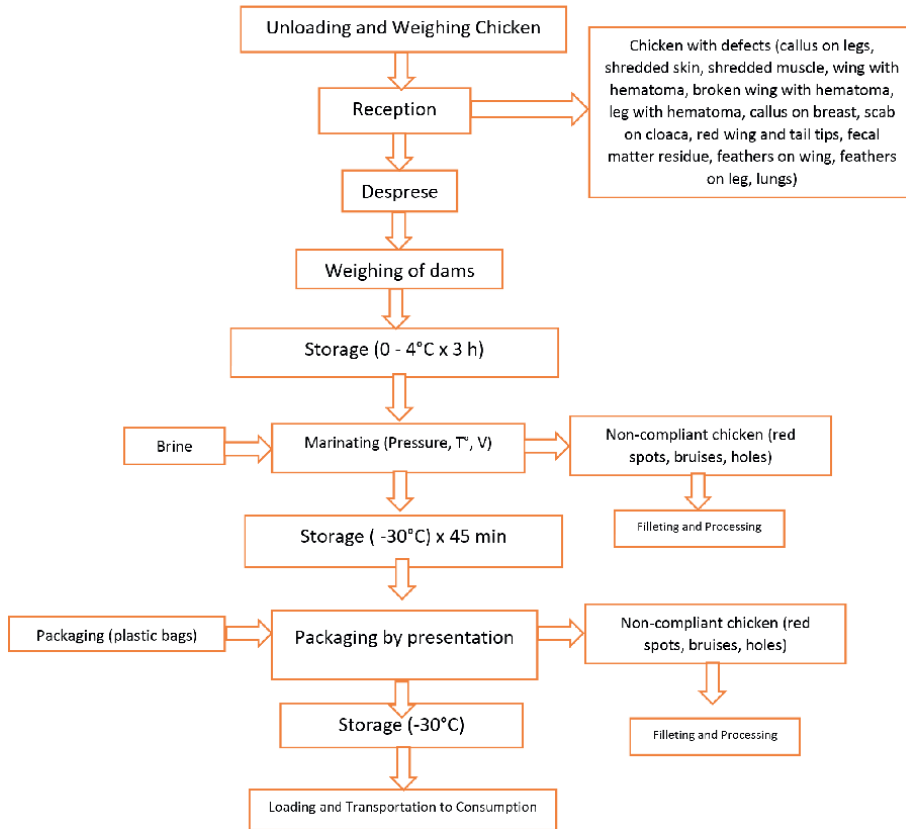 Unloading and Weighing Chicken
Chicken with defects (callus on legs,
shredded skin, shredded muscle, wing with
hematoma, broken wing with hematoma,
leg with hematoma, callus on breast, scab
on cloaca, red wing and tail tips, fecal
matter residue, feathers on wing, feathers
on leg, lungs)
Reception
Desprese
Weighing of dams
Storage (0 - 4°C x 3 h)
Brine
Marinating (Pressure, T°, V)
Non-compliant chicken (red
spots, bruises, holes)
Filleting and Processing
Storage ( -30°C) x 45 min
Packaging (plastic bags)
Packaging by presentation
Non-compliant chicken (red
spots, bruises, holes)
Filleting and Processing
Storage (-30°C)
Loading and Transportation to Consumption